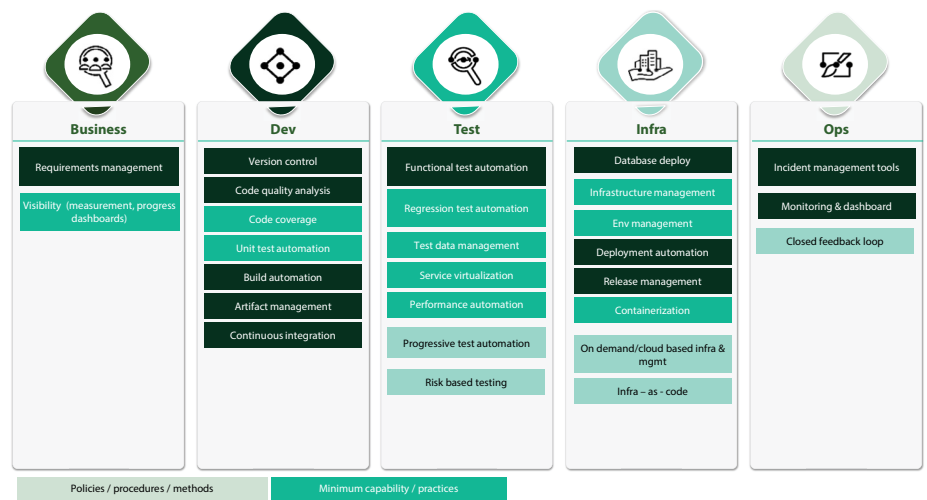 Business
Requirements management
Visibility (measurement, progress
dashboards)
Dev
Version control
Code quality analysis
Code coverage
Unit test automation
Build automation
Artifact management
Continuous integration
Test
Functional test automation
Regression test automation
Test data management
Service virtualization
Performance automation
Progressive test automation
Risk based testing
Infra
Database deploy
Infrastructure management
Env management
Deployment automation
Release management
Containerization
On demand/cloud based infra &
mgmt
Infra – as - code
Ops
Incident management tools
Monitoring & dashboard
Closed feedback loop
Policies / procedures / methods
Minimum capability / practices